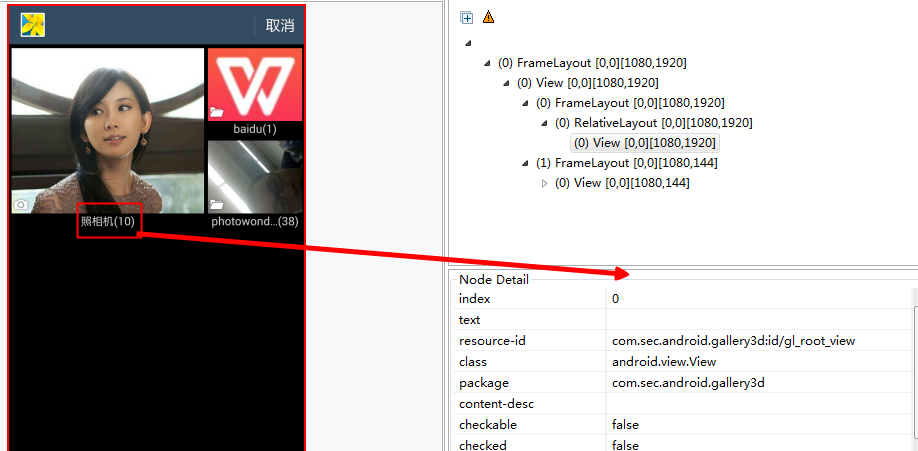 取消
baidu(1)
照相机(10)
photowond...(38)
(0) FrameLayout [0,0][1080,1920]
(0) View [0,0][1080,1920]
(0) FrameLayout [0,0][1080,1920]
(0) RelativeLayout [0,0][1080,1920]
(0) View [0,0][1080,1920]
(1) FrameLayout [0,0][1080,144]
(0) View [0,0][1080,144]
Node Detail
index 0
text
resource-id com.sec.android.gallery3d:id/gl_root_view
class android.view.View
package com.sec.android.gallery3d
content-desc
checkable false
checked false